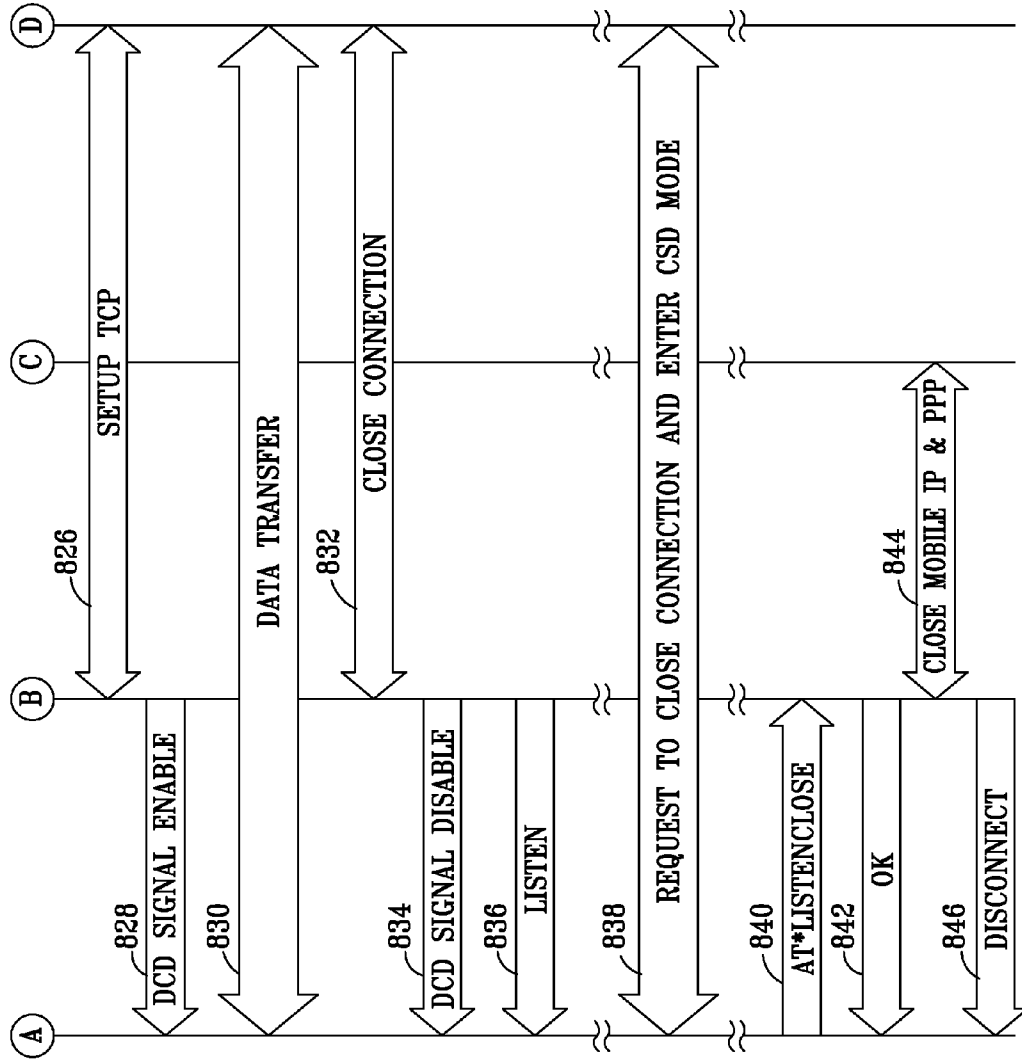 A
B
C
D
826
SETUP TCP
828
DCD SIGNAL ENABLE
830
DATA TRANSFER
832
CLOSE CONNECTION
834
DCD SIGNAL DISABLE
836
LISTEN
838
REQUEST TO CLOSE CONNECTION AND ENTER CSD MODE
840
AT*LISTENCLOSE
842
OK
844
CLOSE MOBILE IP & PPP
846
DISCONNECT